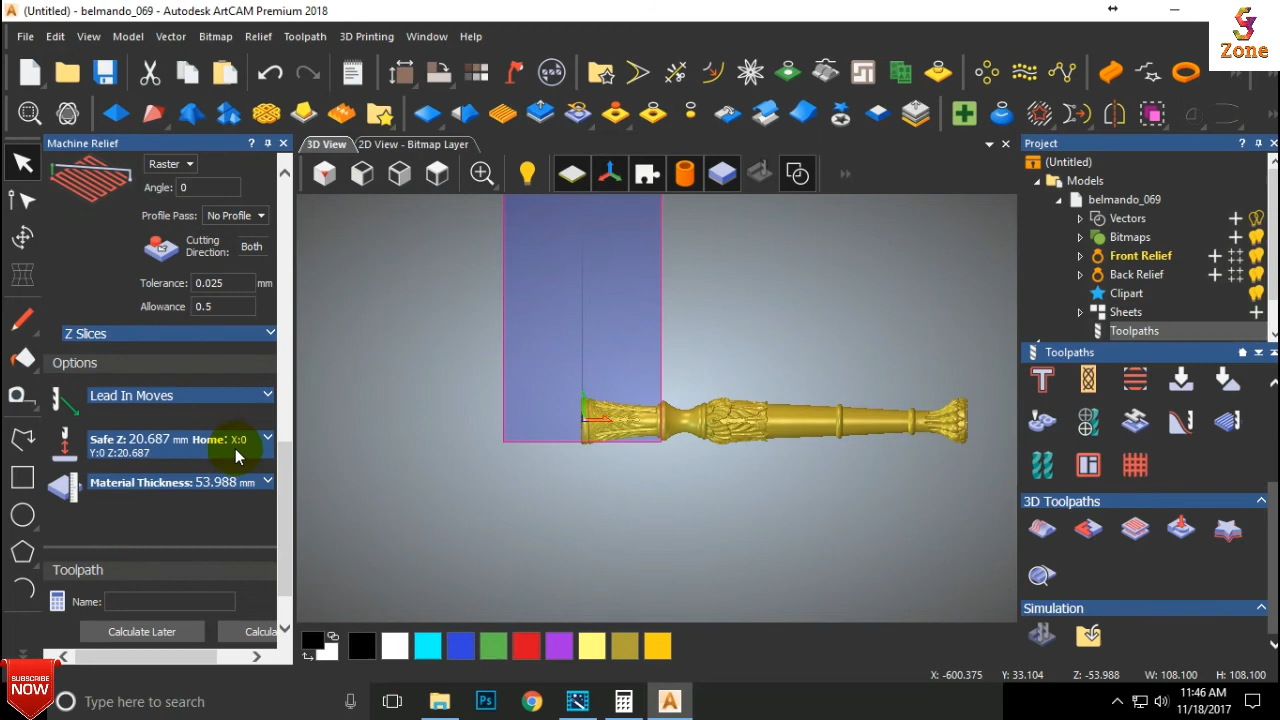 (Untitled) - belmando_069 - Autodesk ArtCAM Premium 2018
Zone
File Edit View Model Vector Bitmap Relief Toolpath 3D Printing Window Help
Machine Relief
3D View
2D View - Bitmap Layer
Project
Raster
Angle: 0
Profile Pass: No Profile
Cutting Direction: Both
Tolerance: 0.025 mm
Allowance 0.5
Z Slices
Options
Lead In Moves
Safe Z: 20.687 mm Home: X:0
Y:0 Z:20.687
Material Thickness: 53.988 mm
Toolpath
Name:
Calculate Later
Calcula
(Untitled)
Models
belmando_069
Vectors
Bitmaps
Front Relief
Back Relief
Clipart
Sheets
Toolpaths
Toolpaths
3D Toolpaths
Simulation
X: -600.375 Y: 33.104 Z: -53.988 W: 108.100 H: 108.100
SUBSCRIBE
NOW
Type here to search
Ps
11:46 AM
11/18/2017